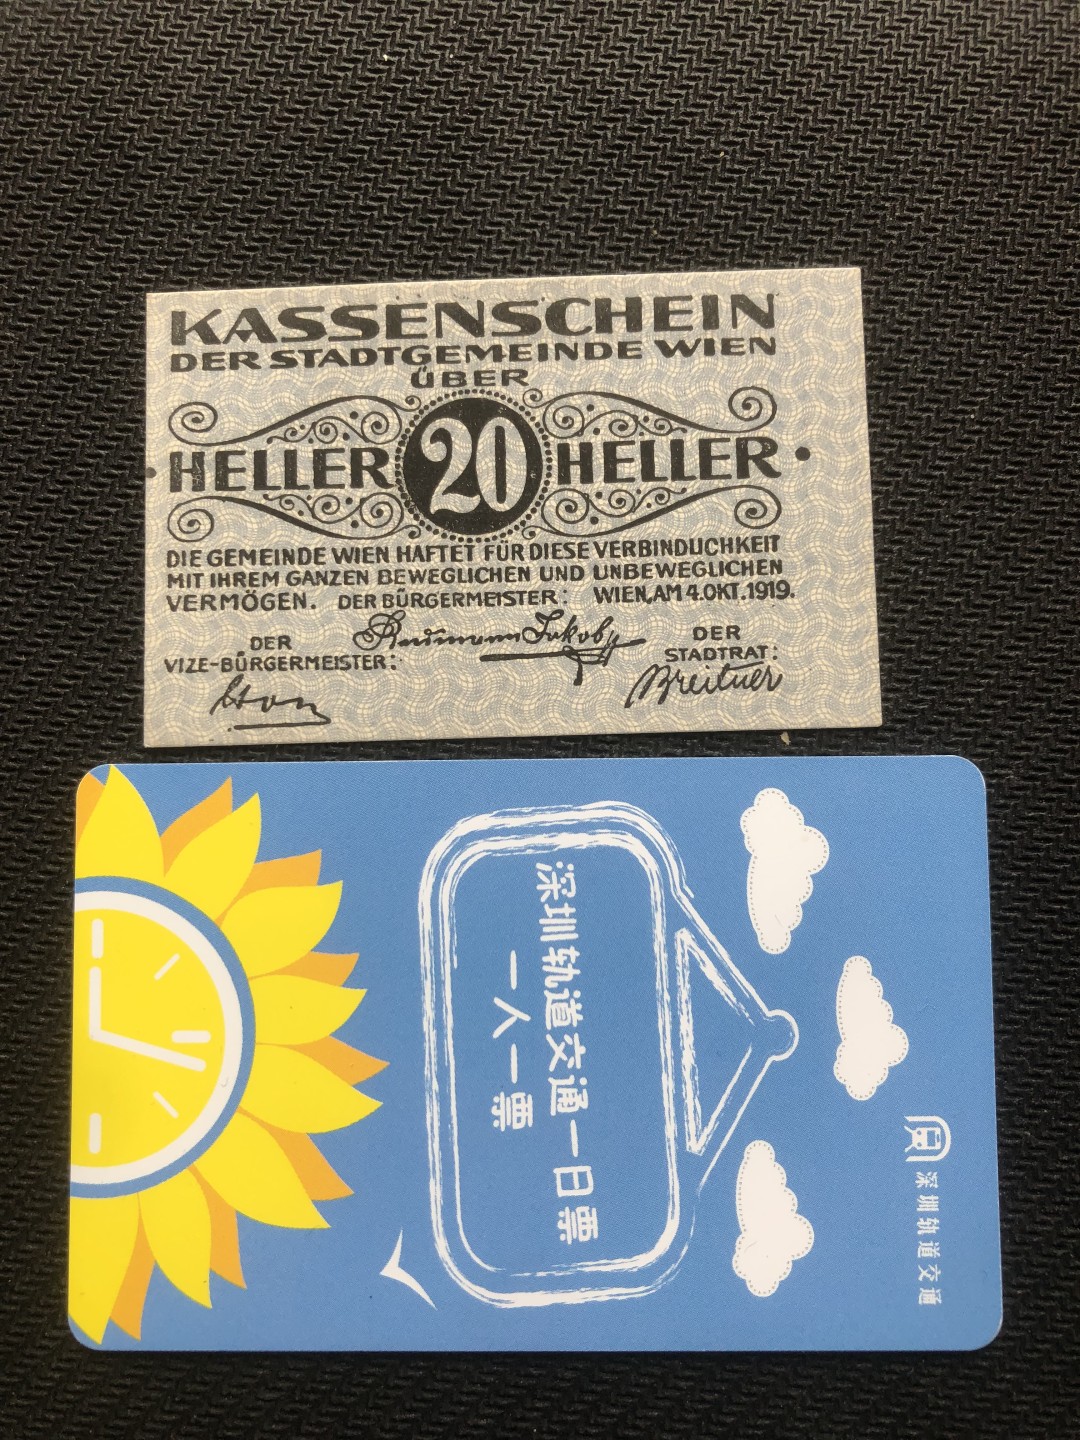 KASSENSCHEIN
DER STADTGEMEINDE WIEN
ÜBER
HELLER 20 HELLER
DIE GEMEINDE WIEN HAFTET FÜR DIESE VERBINDLICHKEIT
MIT IHREM GANZEN BEWEGLICHEN UND UNBEWEGLICHEN
VERMÖGEN. DER BÜRGERMEISTER: WIEN, AM 4. OKT. 1919.
Reumann Jakob
DER
VIZE-BÜRGERMEISTER:
DER
STADTRAT:
Breitner
深圳轨道交通一日票
一人一票
深圳轨道交通